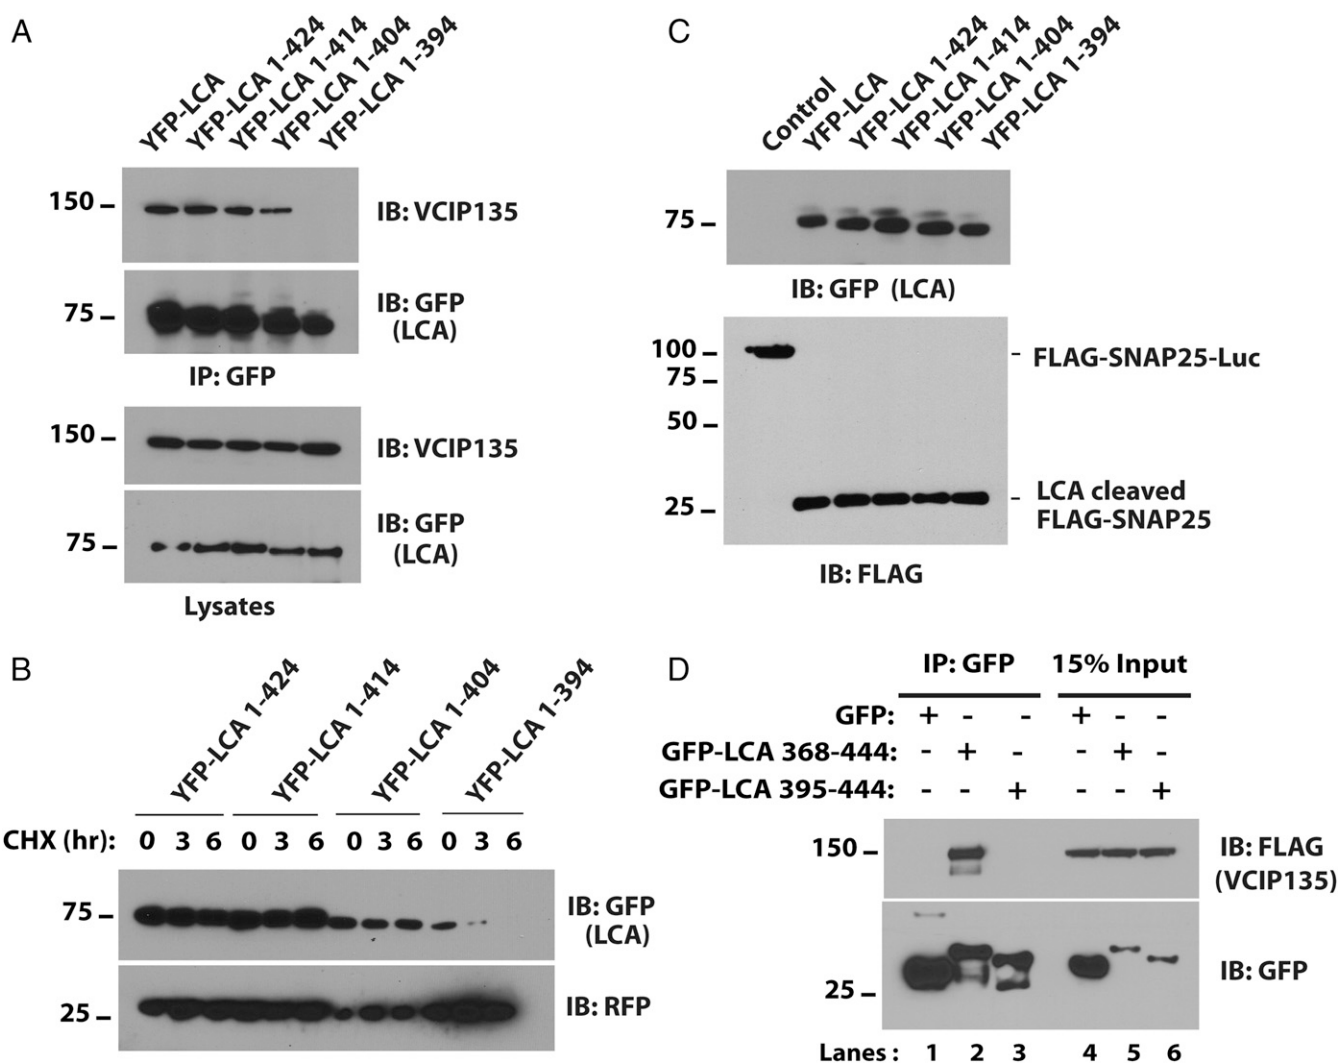 A
YFP-LCA
YFP-LCA 1-424
YFP-LCA 1-414
YFP-LCA 1-404
YFP-LCA 1-394
150
IB: VCIP135
75
IB: GFP
(LCA)
IP: GFP
150
IB: VCIP135
75
IB: GFP
(LCA)
Lysates
C
Control
YFP-LCA
YFP-LCA 1-424
YFP-LCA 1-414
YFP-LCA 1-404
YFP-LCA 1-394
75
IB: GFP (LCA)
100
75
50
25
- FLAG-SNAP25-Luc
- LCA cleaved
FLAG-SNAP25
IB: FLAG
B
YFP-LCA 1-424
YFP-LCA 1-414
YFP-LCA 1-404
YFP-LCA 1-394
CHX (hr): 0 3 6 0 3 6 0 3 6 0 3 6
75
IB: GFP
(LCA)
25
IB: RFP
D
IP: GFP 15% Input
GFP: + - - + - -
GFP-LCA 368-444: - + - - + -
GFP-LCA 395-444: - - + - - +
150
IB: FLAG
(VCIP135)
25
IB: GFP
Lanes : 1 2 3 4 5 6